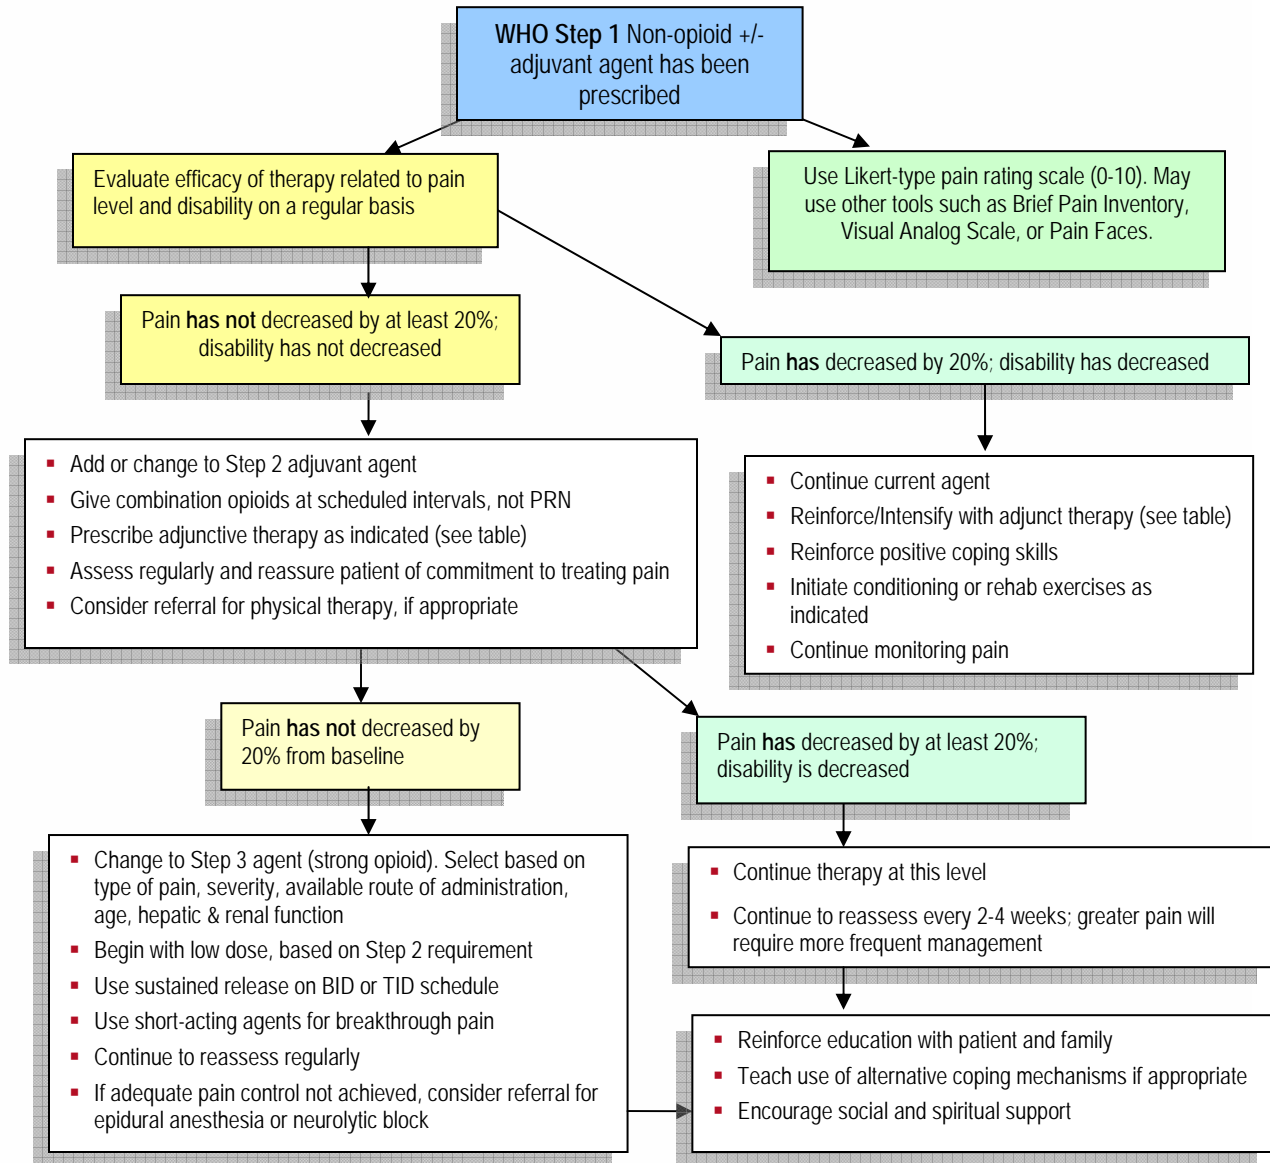 WHO Step 1 Non-opioid +/-
adjuvant agent has been
prescribed
Evaluate efficacy of therapy related to pain
level and disability on a regular basis
Use Likert-type pain rating scale (0-10). May
use other tools such as Brief Pain Inventory,
Visual Analog Scale, or Pain Faces.
Pain has not decreased by at least 20%;
disability has not decreased
Pain has decreased by 20%; disability has decreased
▪ Add or change to Step 2 adjuvant agent
▪ Give combination opioids at scheduled intervals, not PRN
▪ Prescribe adjunctive therapy as indicated (see table)
▪ Assess regularly and reassure patient of commitment to treating pain
▪ Consider referral for physical therapy, if appropriate
▪ Continue current agent
▪ Reinforce/Intensify with adjunct therapy (see table)
▪ Reinforce positive coping skills
▪ Initiate conditioning or rehab exercises as
indicated
▪ Continue monitoring pain
Pain has not decreased by
20% from baseline
Pain has decreased by at least 20%;
disability is decreased
▪ Change to Step 3 agent (strong opioid). Select based on
type of pain, severity, available route of administration,
age, hepatic & renal function
▪ Begin with low dose, based on Step 2 requirement
▪ Use sustained release on BID or TID schedule
▪ Use short-acting agents for breakthrough pain
▪ Continue to reassess regularly
▪ If adequate pain control not achieved, consider referral for
epidural anesthesia or neurolytic block
▪ Continue therapy at this level
▪ Continue to reassess every 2-4 weeks; greater pain will
require more frequent management
▪ Reinforce education with patient and family
▪ Teach use of alternative coping mechanisms if appropriate
▪ Encourage social and spiritual support